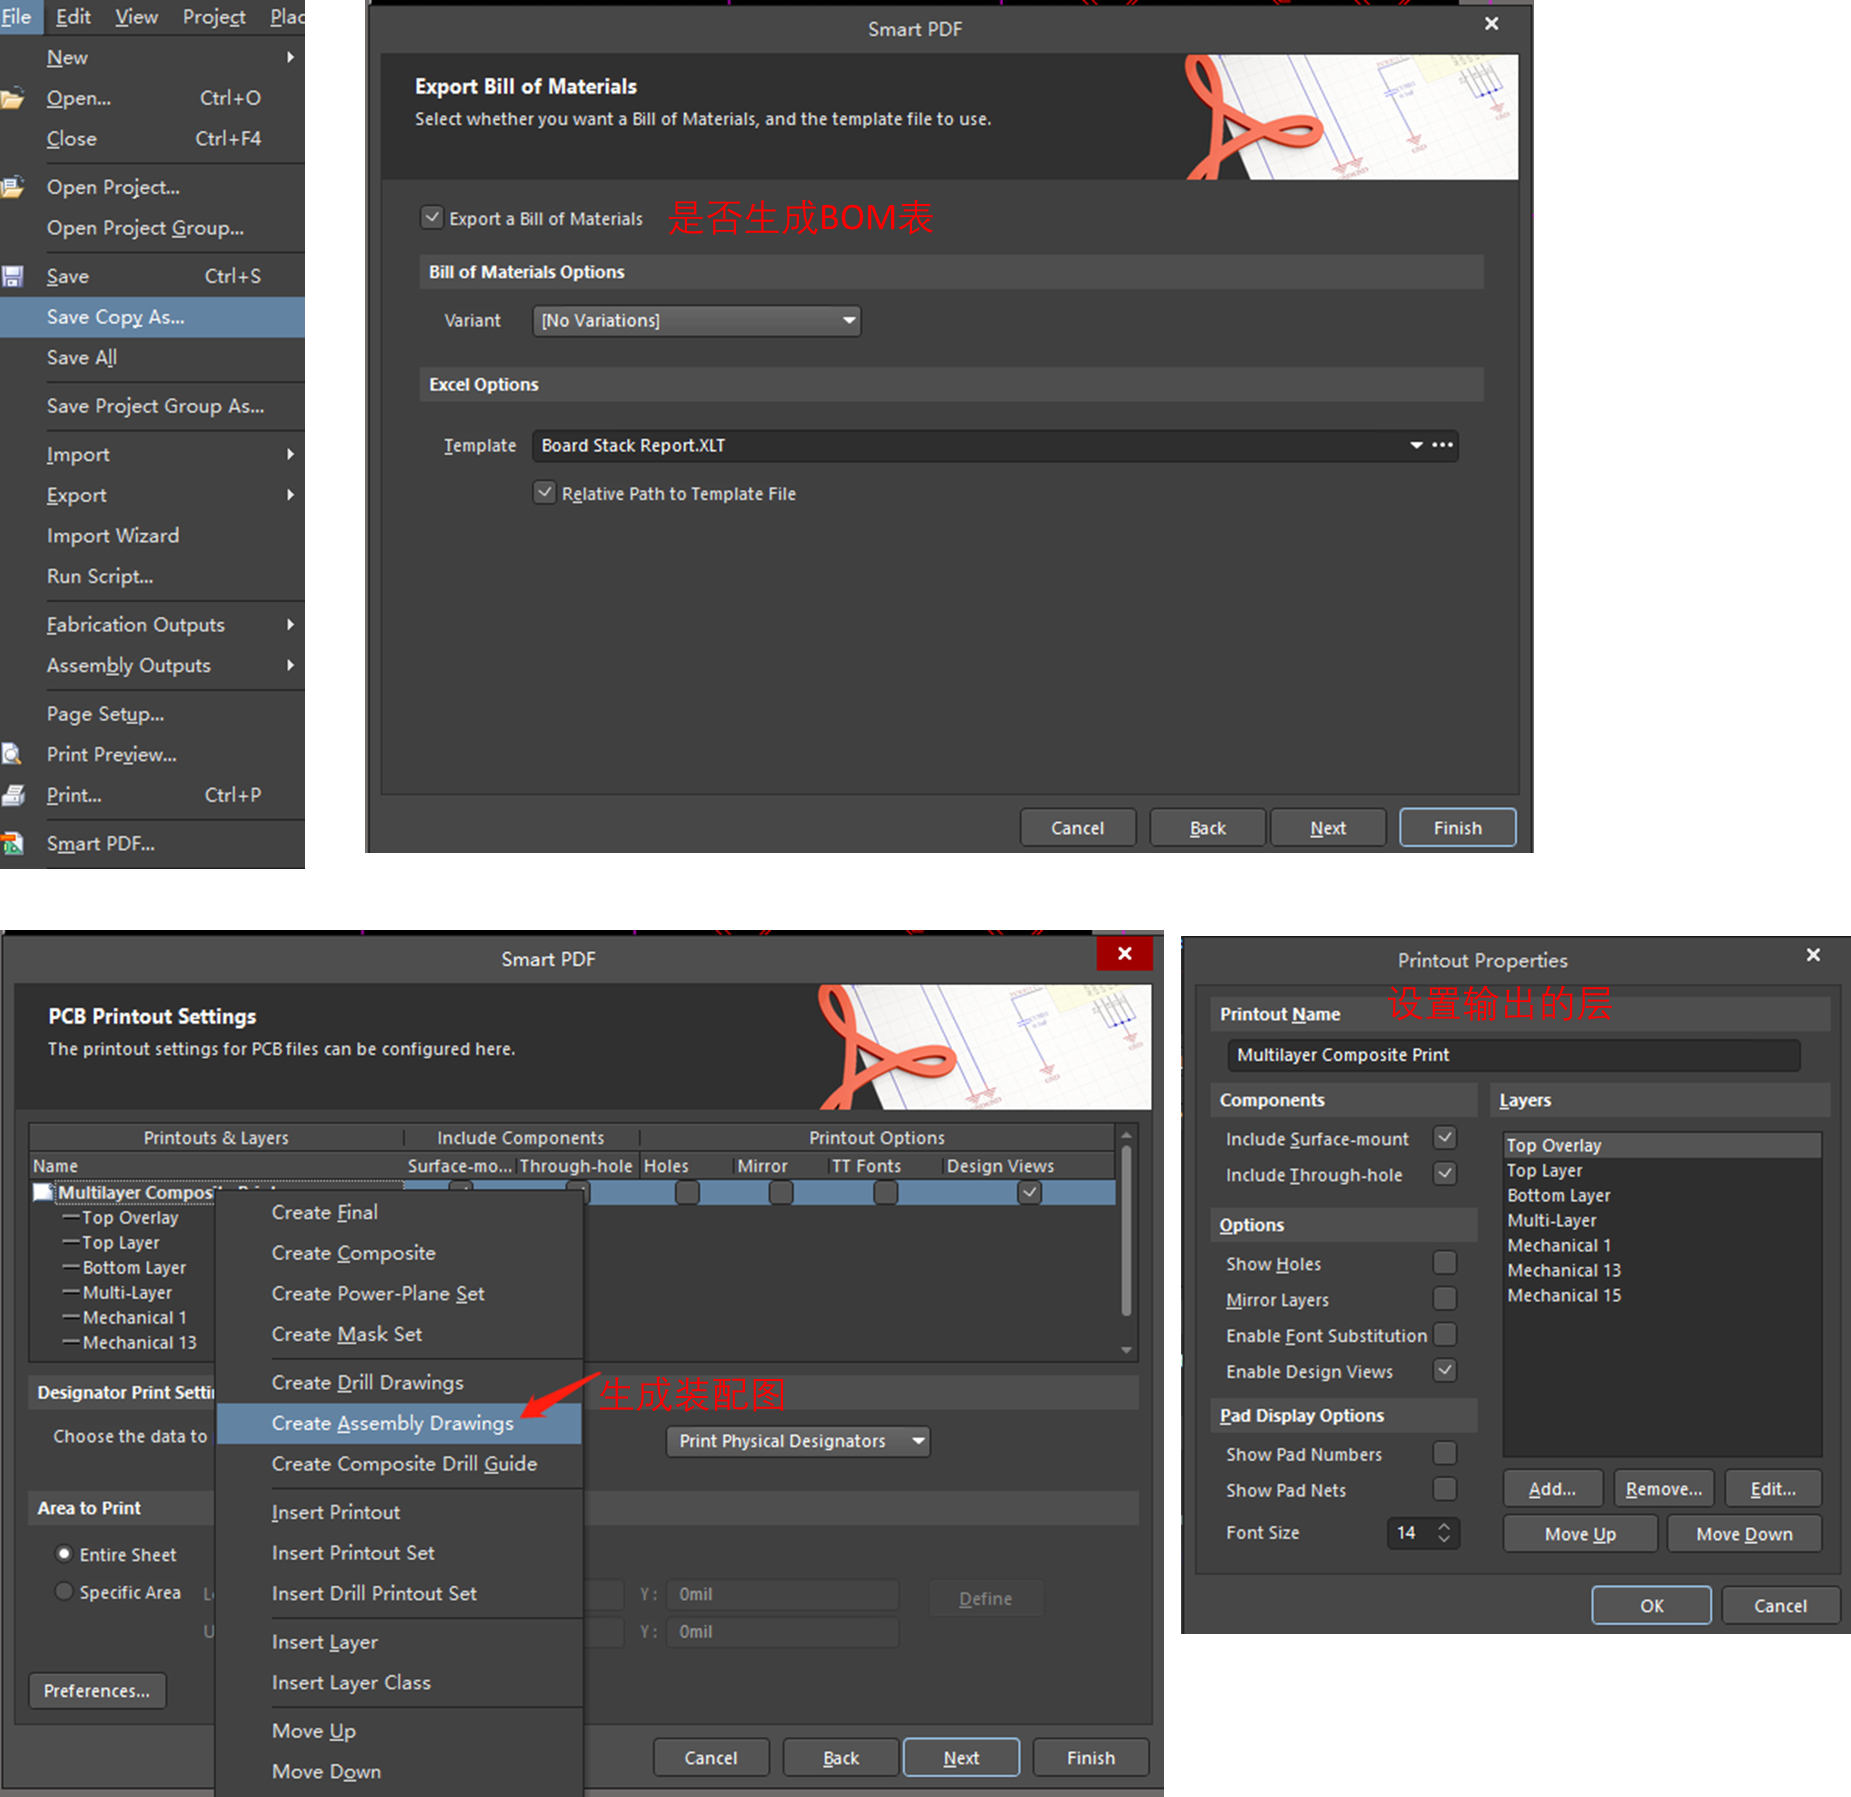 File Edit View Project Plac
New
Open... Ctrl+O
Close Ctrl+F4
Open Project...
Open Project Group...
Save Ctrl+S
Save Copy As...
Save All
Save Project Group As...
Import
Export
Import Wizard
Run Script...
Fabrication Outputs
Assembly Outputs
Page Setup...
Print Preview...
Print... Ctrl+P
Smart PDF...
Smart PDF
Export Bill of Materials
Select whether you want a Bill of Materials, and the template file to use.
Export a Bill of Materials 是否生成BOM表
Bill of Materials Options
Variant [No Variations]
Excel Options
Template Board Stack Report.XLT
Relative Path to Template File
Cancel Back Next Finish
Smart PDF
PCB Printout Settings
The printout settings for PCB files can be configured here.
Printouts & Layers Include Components Printout Options
Name Surface-mo... Through-hole Holes Mirror TT Fonts Design Views
Multilayer Composi
Top Overlay
Top Layer
Bottom Layer
Multi-Layer
Mechanical 1
Mechanical 13
Create Final
Create Composite
Create Power-Plane Set
Create Mask Set
Create Drill Drawings
Create Assembly Drawings
生成装配图
Create Composite Drill Guide
Insert Printout
Insert Printout Set
Insert Drill Printout Set
Insert Layer
Insert Layer Class
Move Up
Move Down
Designator Print Setti
Choose the data to
Print Physical Designators
Area to Print
Entire Sheet
Specific Area
Y: 0mil
Define
Y: 0mil
Preferences...
Cancel Back Next Finish
Printout Properties
设置输出的层
Printout Name
Multilayer Composite Print
Components
Include Surface-mount
Include Through-hole
Options
Show Holes
Mirror Layers
Enable Font Substitution
Enable Design Views
Pad Display Options
Show Pad Numbers
Show Pad Nets
Font Size 14
Layers
Top Overlay
Top Layer
Bottom Layer
Multi-Layer
Mechanical 1
Mechanical 13
Mechanical 15
Add... Remove... Edit...
Move Up Move Down
OK Cancel